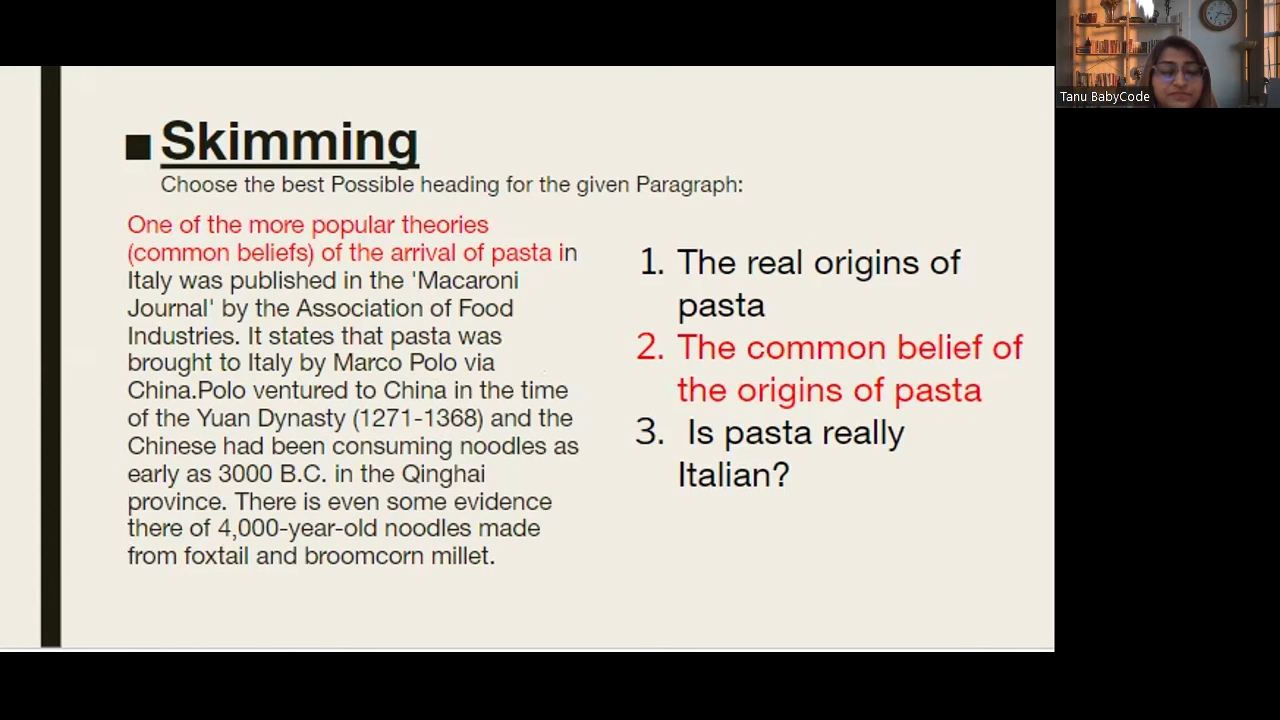 Skimming
Choose the best Possible heading for the given Paragraph:
One of the more popular theories
(common beliefs) of the arrival of pasta in
Italy was published in the 'Macaroni
Journal' by the Association of Food
Industries. It states that pasta was
brought to Italy by Marco Polo via
China.Polo ventured to China in the time
of the Yuan Dynasty (1271-1368) and the
Chinese had been consuming noodles as
early as 3000 B.C. in the Qinghai
province. There is even some evidence
there of 4,000-year-old noodles made
from foxtail and broomcorn millet.
1. The real origins of
pasta
2. The common belief of
the origins of pasta
3. Is pasta really
Italian?
Tanu BabyCode